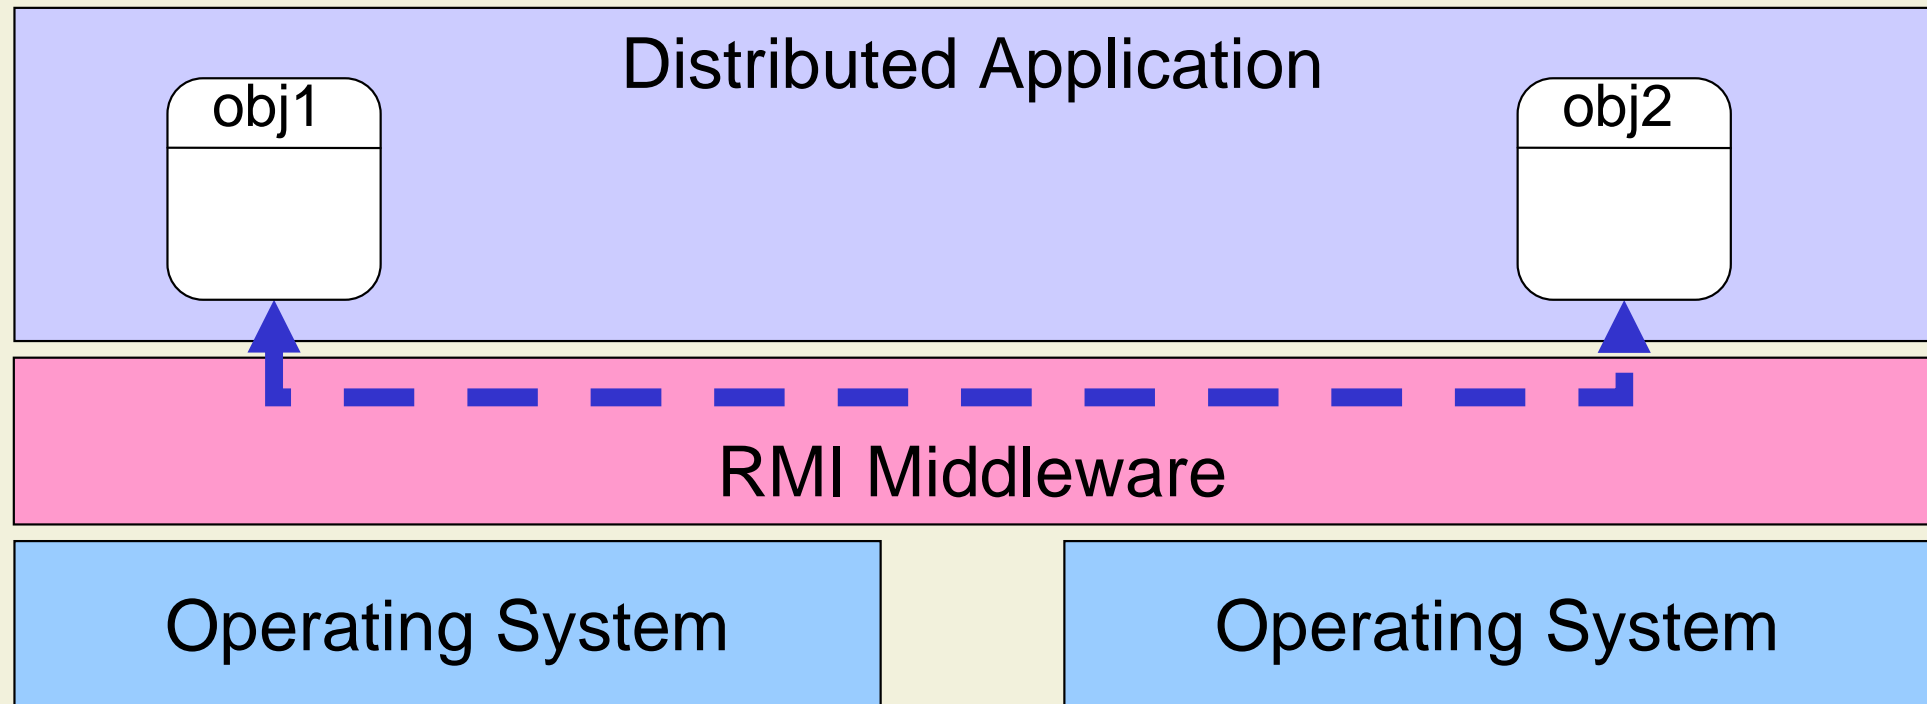 Distributed Application
obj1
obj2
RMI Middleware
Operating System
Operating System